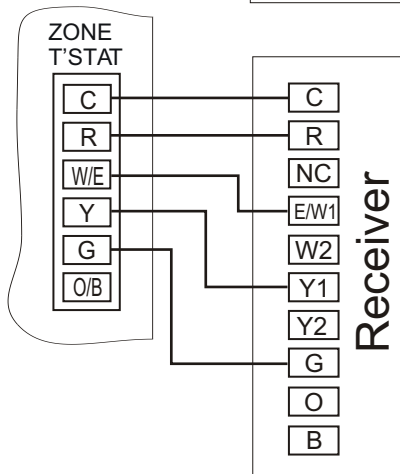 ZONE
T'STAT
C
R
W/E
Y
G
O/B
C
R
NC
E/W1
W2
Y1
Y2
G
O
B
Receiver